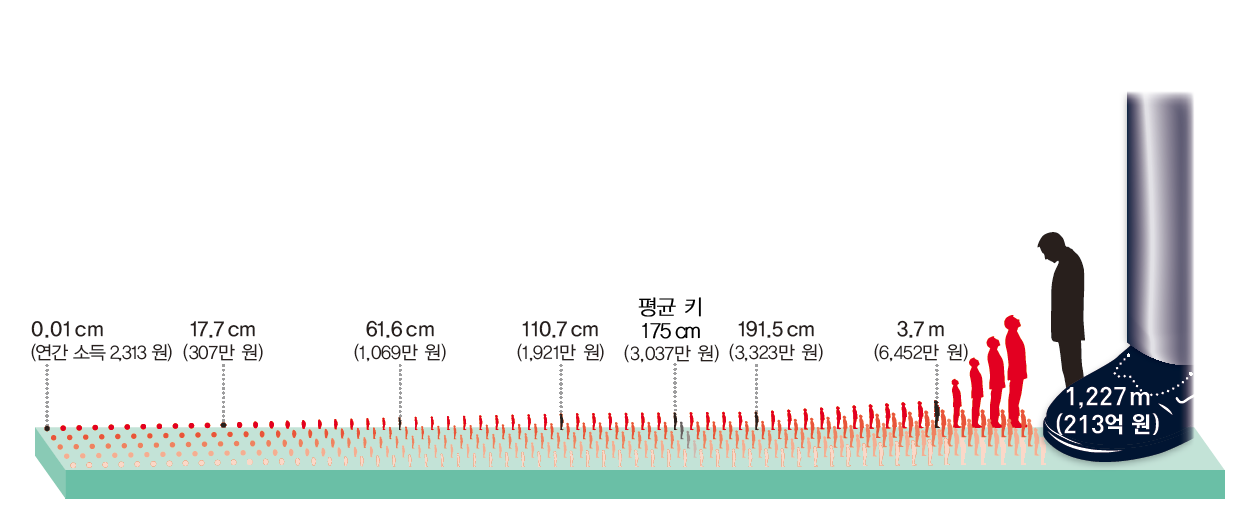 0.01 cm
(연간 소득 2,313 원)
17.7 cm
(307만 원)
61.6 cm
(1,069만 원)
110.7 cm
(1,921만 원)
평균 키
175 cm
(3,037만 원)
191.5 cm
(3,323만 원)
3.7 m
(6,452만 원)
1,227 m
(213억 원)